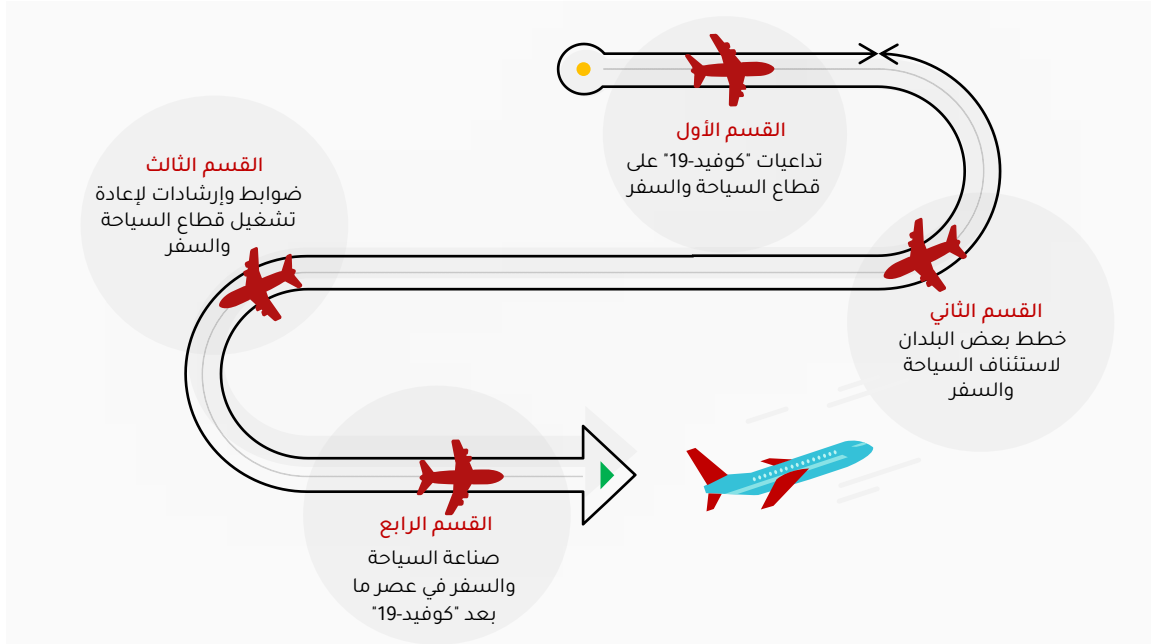 القسم الأول
تداعيات "كوفيد-19" على
قطاع السياحة والسفر
القسم الثاني
خطط بعض البلدان
لاستئناف السياحة
والسفر
القسم الثالث
ضوابط وإرشادات لإعادة
تشغيل قطاع السياحة
والسفر
القسم الرابع
صناعة السياحة
والسفر في عصر ما
بعد "كوفيد-19"